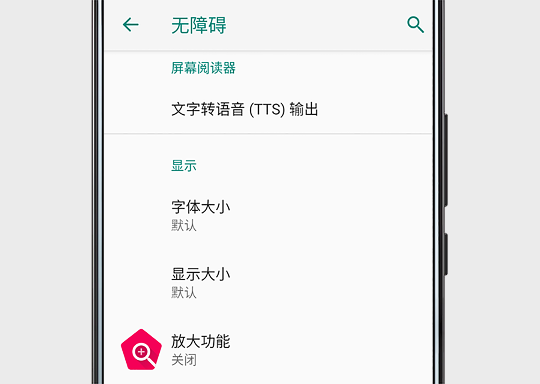 无障碍
屏幕阅读器
文字转语音 (TTS) 输出
显示
字体大小
默认
显示大小
默认
放大功能
关闭